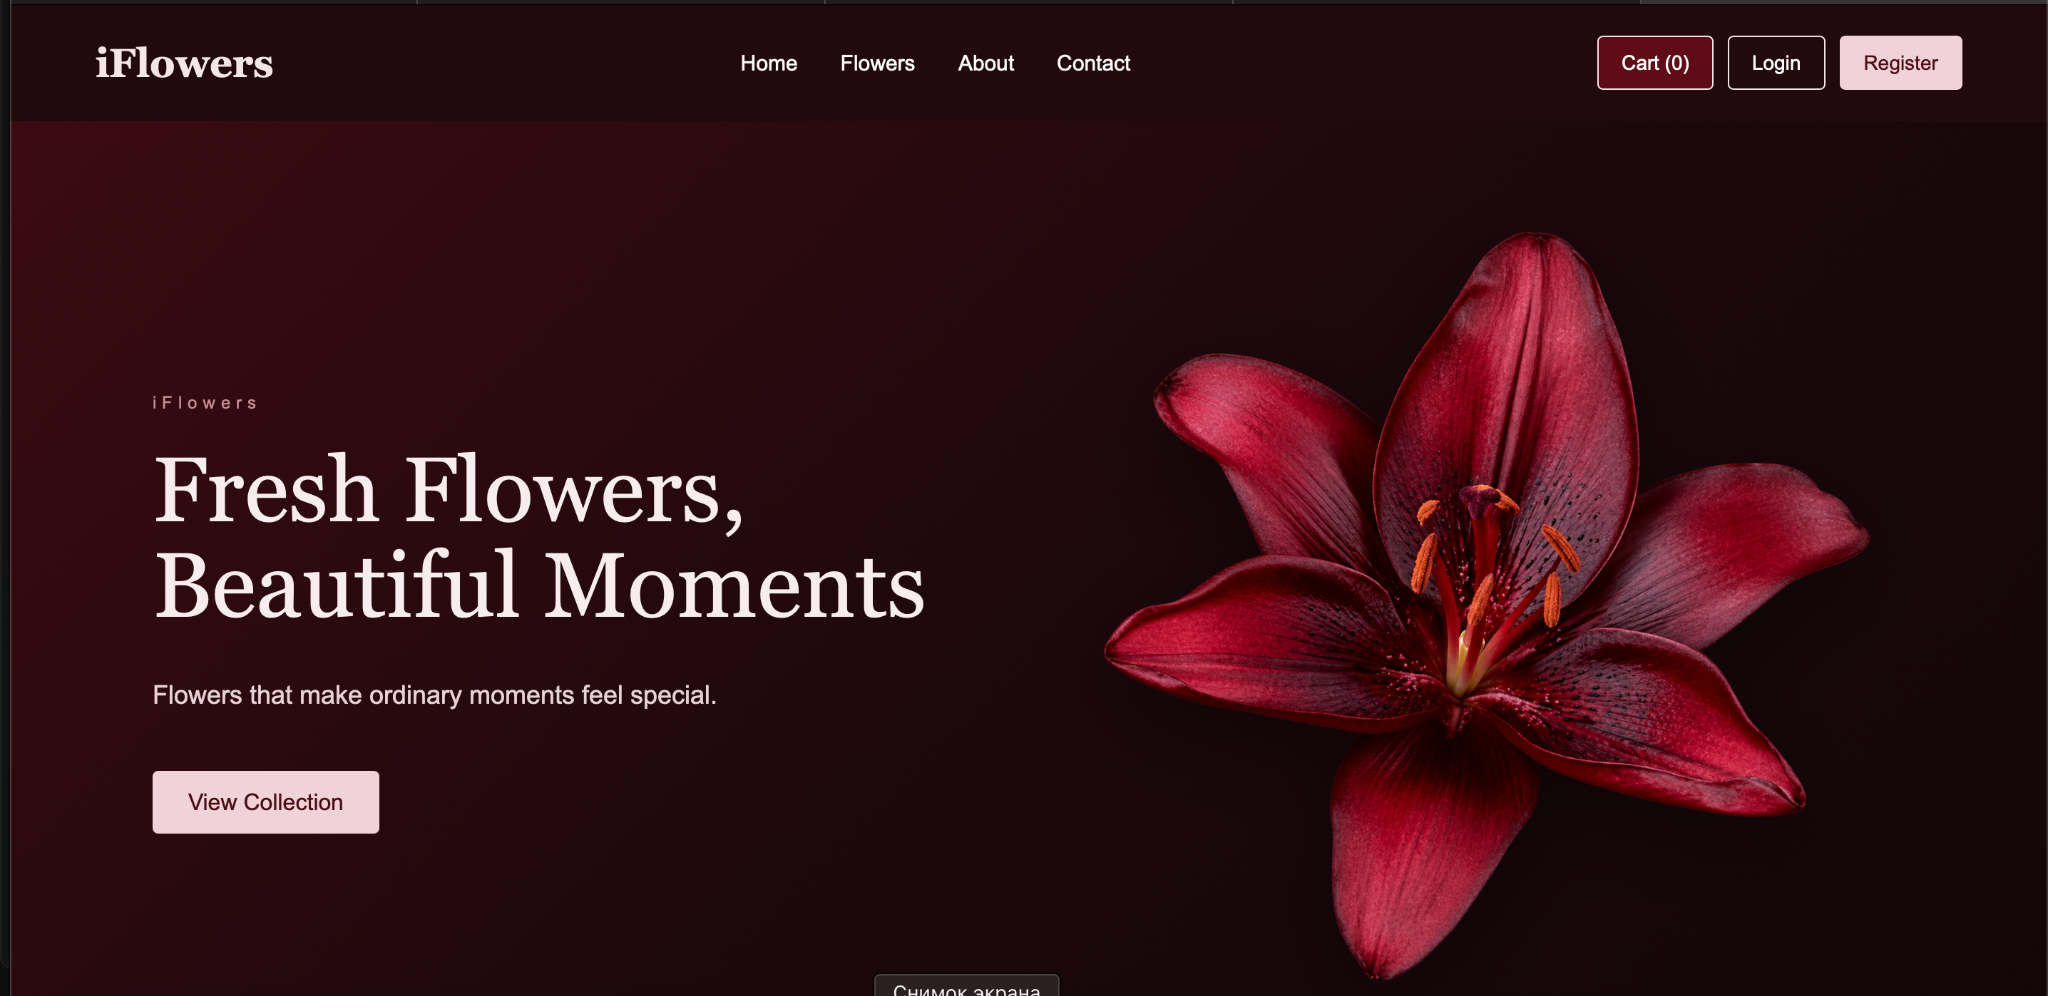 iFlowers
Home Flowers About Contact
Cart (0) Login Register
iFlowers
Fresh Flowers,
Beautiful Moments
Flowers that make ordinary moments feel special.
View Collection
Снимок экрана